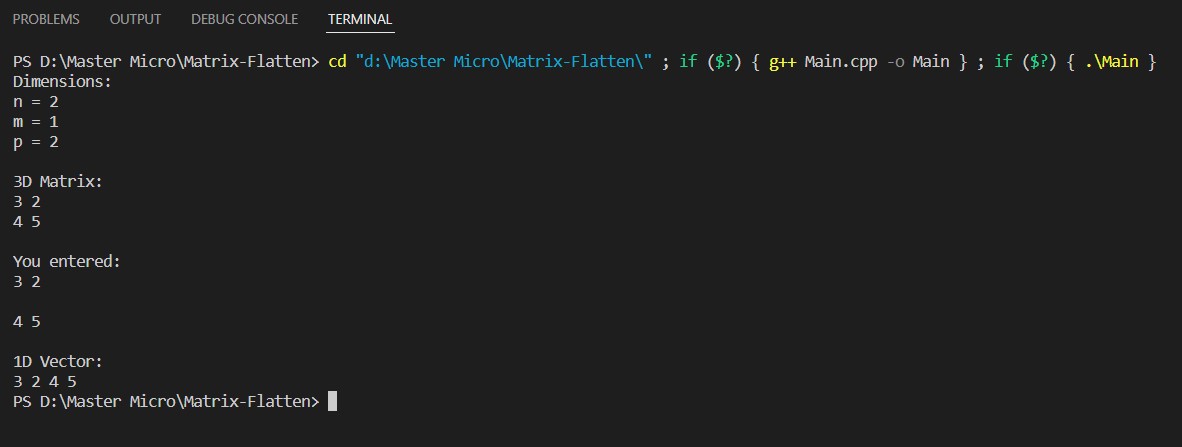 PROBLEMS OUTPUT DEBUG CONSOLE TERMINAL
PS D:\Master Micro\Matrix-Flatten> cd "d:\Master Micro\Matrix-Flatten\" ; if ($?) { g++ Main.cpp -o Main } ; if ($?) { .\Main }
Dimensions:
n = 2
m = 1
p = 2
3D Matrix:
3 2
4 5
You entered:
3 2
4 5
1D Vector:
3 2 4 5
PS D:\Master Micro\Matrix-Flatten>